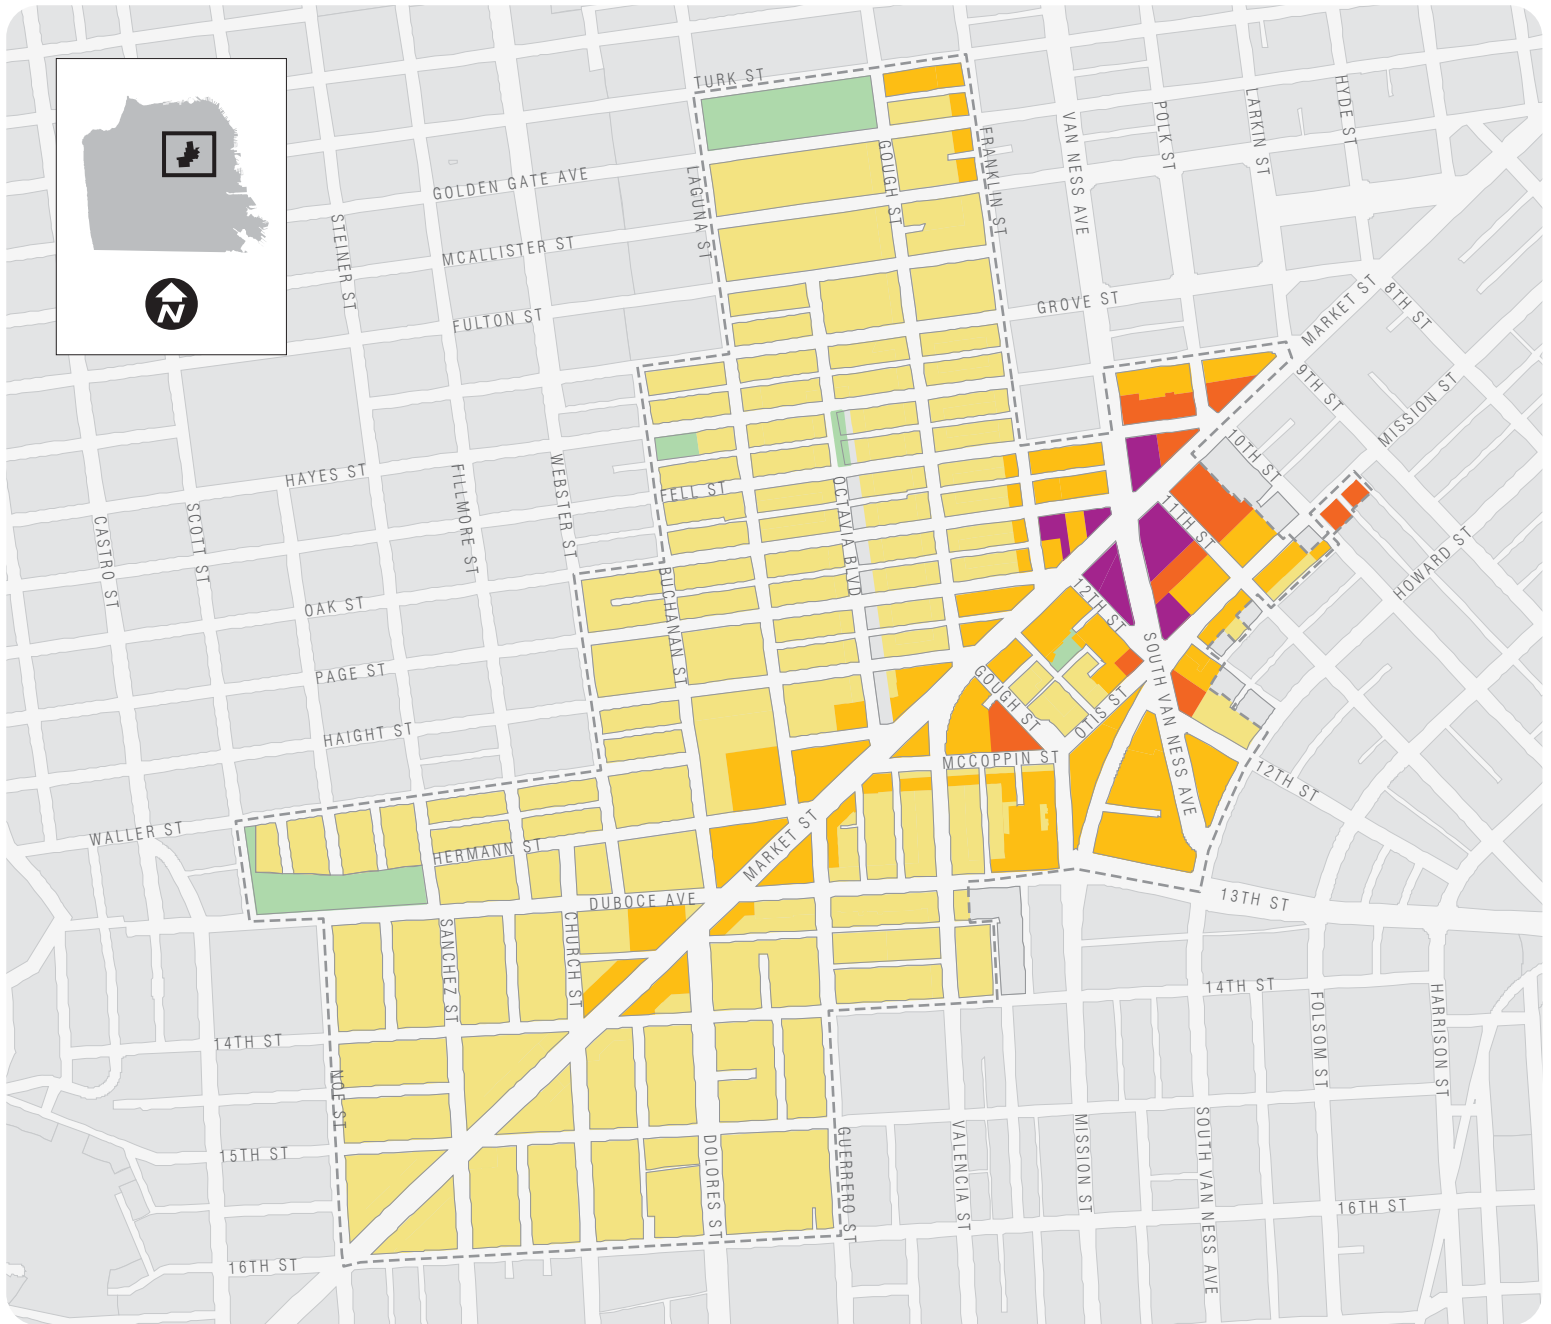 TURK ST
GOLDEN GATE AVE
MCALLISTER ST
FULTON ST
GROVE ST
HAYES ST
FELL ST
OAK ST
PAGE ST
HAIGHT ST
WALLER ST
HERMANN ST
DUBOCE AVE
MCCOPPIN ST
13TH ST
14TH ST
14TH ST
15TH ST
16TH ST
16TH ST
CASTRO ST
SCOTT ST
STEINER ST
FILLMORE ST
WEBSTER ST
BUCHANAN ST
LAGUNA ST
OCTAVIA BLVD
GOUGH ST
FRANKLIN ST
VAN NESS AVE
POLK ST
LARKIN ST
HYDE ST
MARKET ST
8TH ST
9TH ST
MISSION ST
10TH ST
11TH ST
HOWARD ST
12TH ST
SOUTH VAN NESS AVE
GOUGH ST
OTIS ST
12TH ST
MARKET ST
SANCHEZ ST
CHURCH ST
NOE ST
DOLORES ST
GUERRERO ST
VALENCIA ST
MISSION ST
SOUTH VAN NESS AVE
FOLSOM ST
HARRISON ST
N